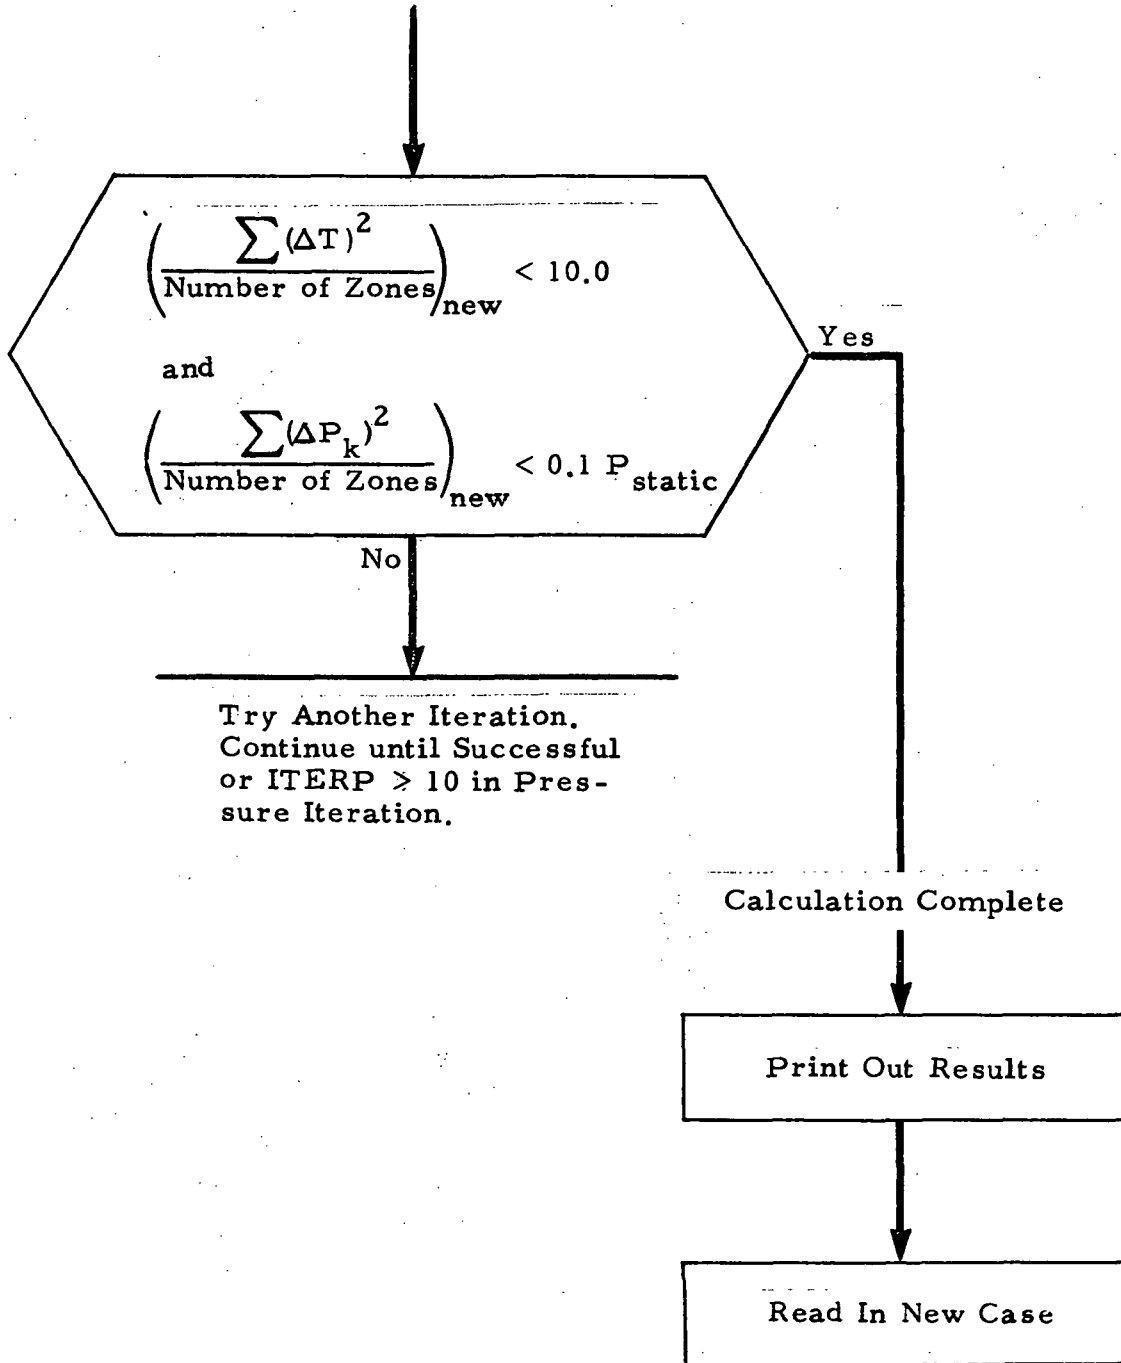 (∑(ΔT)²/Number of Zones)new < 10.0
and
(∑(ΔPk)²/Number of Zones)new < 0.1 Pstatic
Yes
No
Try Another Iteration.
Continue until Successful
or ITERP ⩾ 10 in Pres-
sure Iteration.
Calculation Complete
Print Out Results
Read In New Case